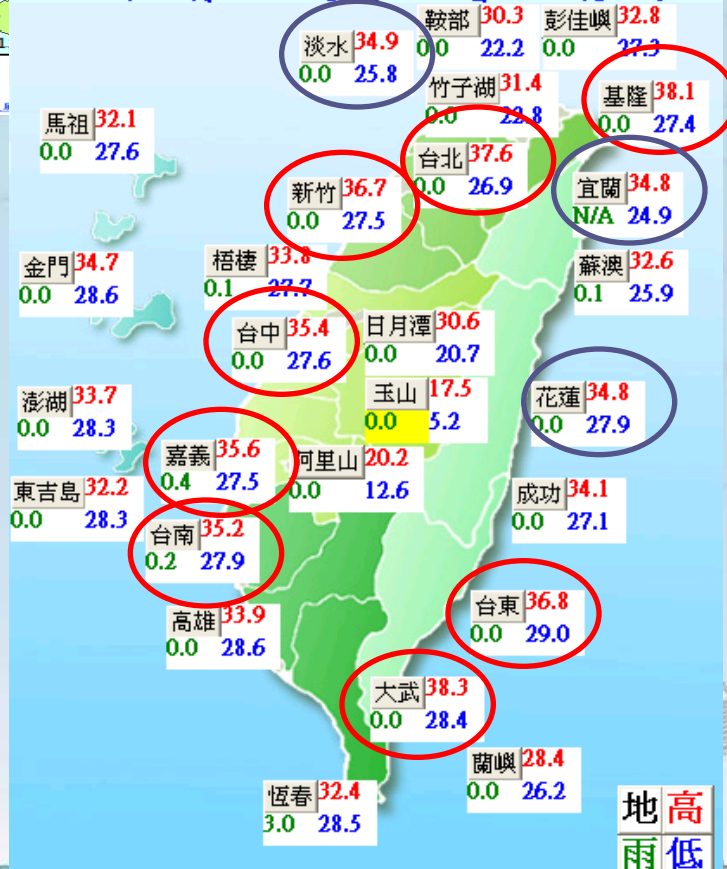 鞍部 30.3
0.0 22.2
彭佳嶼 32.8
0.0 27.3
淡水 34.9
0.0 25.8
竹子湖 31.4
0.0 22.8
基隆 38.1
0.0 27.4
馬祖 32.1
0.0 27.6
台北 37.6
0.0 26.9
新竹 36.7
0.0 27.5
宜蘭 34.8
N/A 24.9
金門 34.7
0.0 28.6
梧棲 33.8
0.1 27.7
蘇澳 32.6
0.1 25.9
台中 35.4
0.0 27.6
日月潭 30.6
0.0 20.7
澎湖 33.7
0.0 28.3
玉山 17.5
0.0 5.2
花蓮 34.8
0.0 27.9
嘉義 35.6
0.4 27.5
阿里山 20.2
0.0 12.6
東吉島 32.2
0.0 28.3
成功 34.1
0.0 27.1
台南 35.2
0.2 27.9
高雄 33.9
0.0 28.6
台東 36.8
0.0 29.0
大武 38.3
0.0 28.4
蘭嶼 28.4
0.0 26.2
恆春 32.4
3.0 28.5
地 高
雨 低